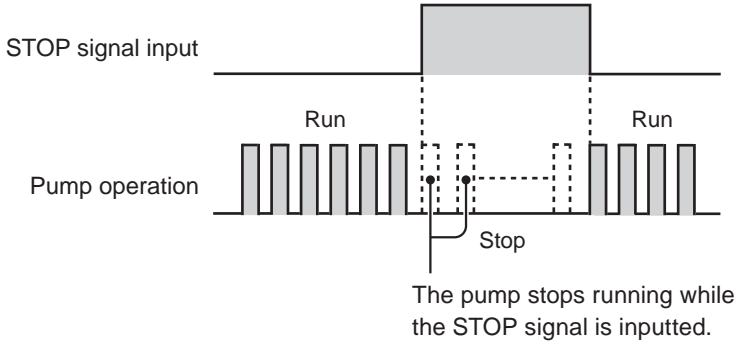 STOP signal input
Run
Run
Pump operation
Stop
The pump stops running while
the STOP signal is inputted.